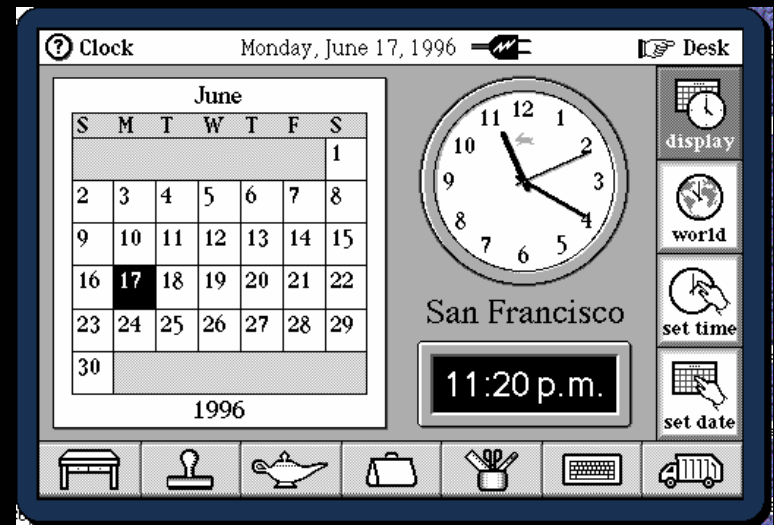 Clock Monday, June 17, 1996 Desk
June
S M T W T F S
1
2 3 4 5 6 7 8
9 10 11 12 13 14 15
16 17 18 19 20 21 22
23 24 25 26 27 28 29
30
1996
12
11 1
10 2
9 3
8 4
7 5
6
San Francisco
11:20 p.m.
display
world
set time
set date